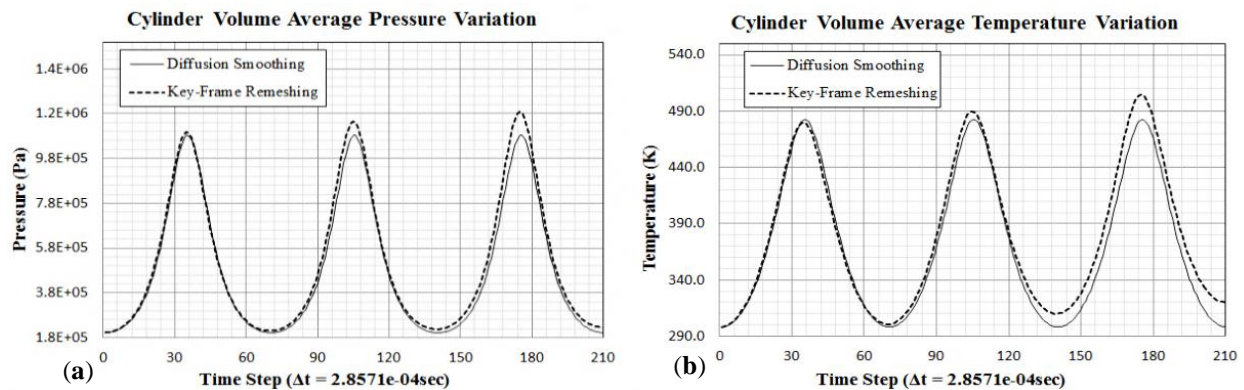 Cylinder Volume Average Pressure Variation
1.4E+06
1.2E+06
9.8E+05
7.8E+05
5.8E+05
3.8E+05
1.8E+05
Pressure (Pa)
Diffusion Smoothing
Key-Frame Remeshing
0 30 60 90 120 150 180 210
Time Step (Δt = 2.8571e-04sec)
(a)
Cylinder Volume Average Temperature Variation
540.0
490.0
440.0
390.0
340.0
290.0
Temperature (K)
Diffusion Smoothing
Key-Frame Remeshing
0 30 60 90 120 150 180 210
Time Step (Δt = 2.8571e-04sec)
(b)